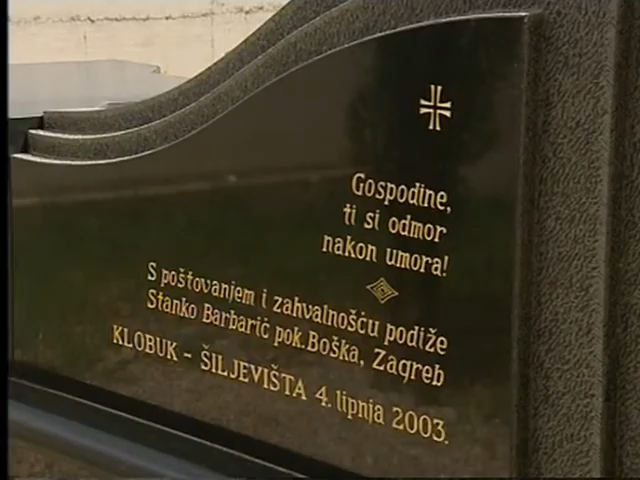 Gospodine,
ti si odmor
nakon umora!
S poštovanjem i zahvalnošću podiže
Stanko Barbarić pok.Boška, Zagreb
KLOBUK - ŠILJEVIŠTA 4. lipnja 2003.